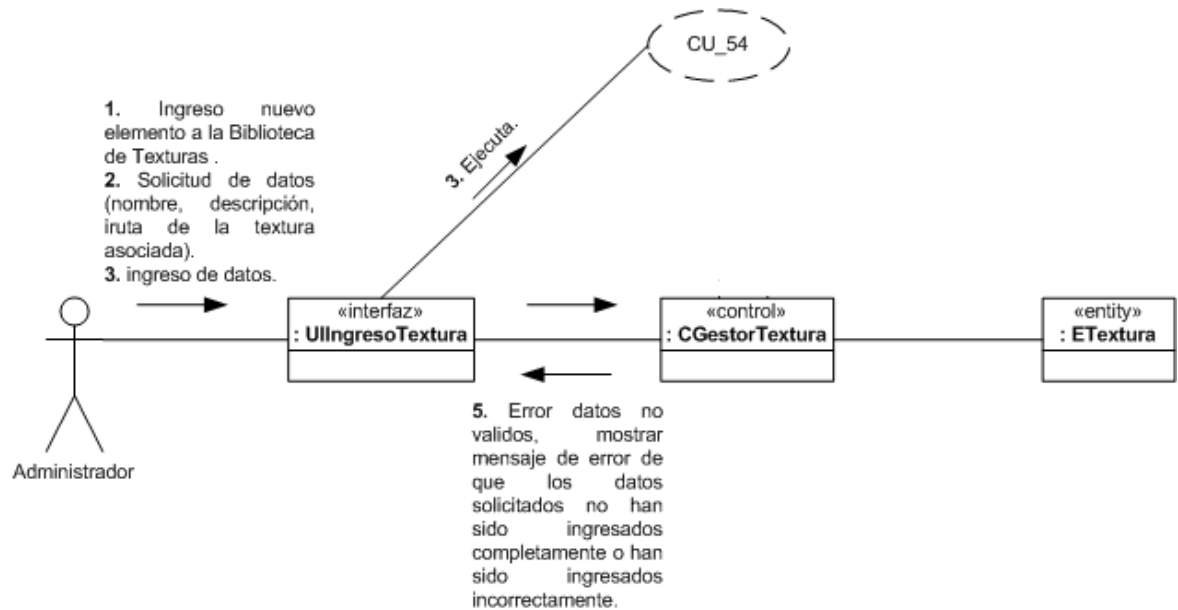 CU_54
1. Ingreso nuevo
elemento a la Biblioteca
de Texturas .
2. Solicitud de datos
(nombre, descripción,
iruta de la textura
asociada).
3. ingreso de datos.
3. Ejecuta.
«interfaz»
: UIIngresoTextura
«control»
: CGestorTextura
«entity»
: ETextura
Administrador
5. Error datos no
validos, mostrar
mensaje de error de
que los datos
solicitados no han
sido ingresados
completamente o han
sido ingresados
incorrectamente.